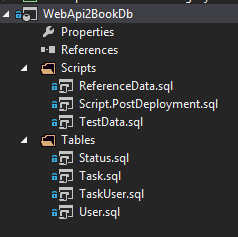 WebApi2BookDb
Properties
References
Scripts
ReferenceData.sql
Script.PostDeployment.sql
TestData.sql
Tables
Status.sql
Task.sql
TaskUser.sql
User.sql